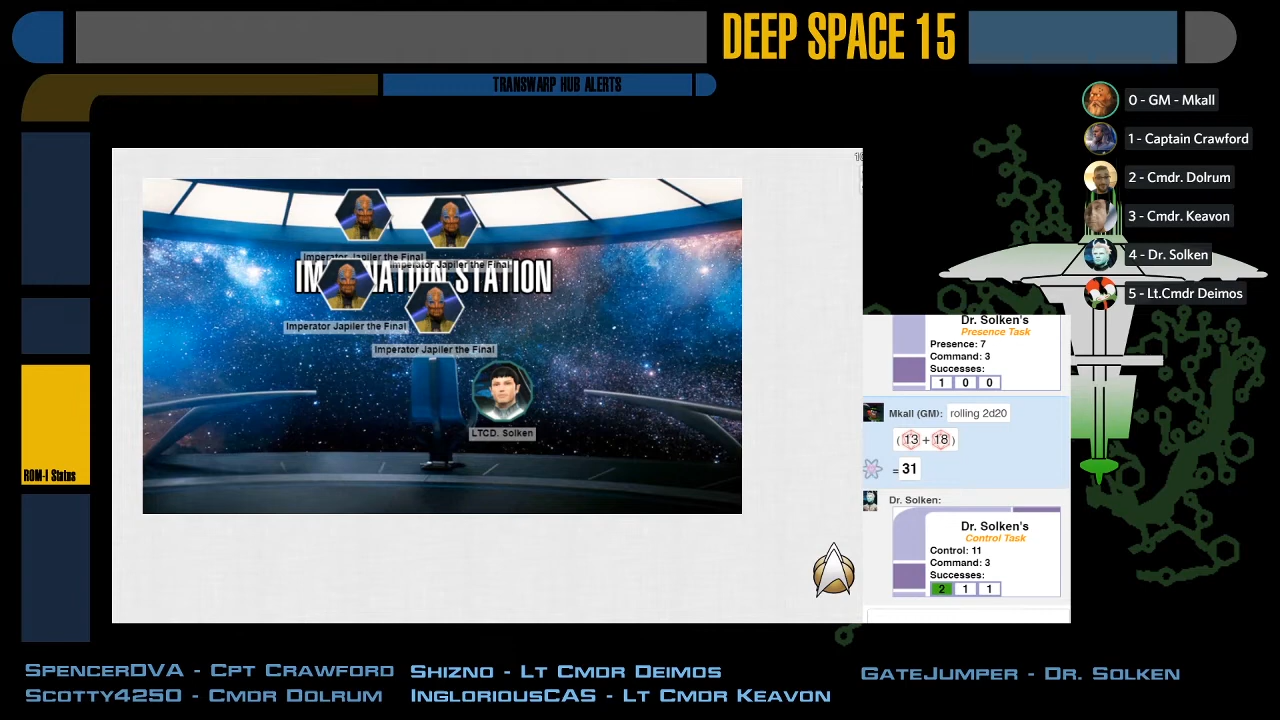 DEEP SPACE 15
TRANSWARP HUB ALERTS
0 - GM - Mkall
1 - Captain Crawford
2 - Cmdr. Dolrum
3 - Cmdr. Keavon
4 - Dr. Solken
5 - Lt.Cmdr Deimos
Imperator Japiler the Final
Imperator Japiler the Final
Imperator Japiler the Final
Imperator Japiler the Final
LTCD. Solken
Dr. Solken's
Presence Task
Presence: 7
Command: 3
Successes:
1 0 0
Mkall (GM): rolling 2d20
(13+18)
=31
Dr. Solken:
Dr. Solken's
Control Task
Control: 11
Command: 3
Successes:
2 1 1
ROM-I Status
SpencerDVA - Cpt Crawford
Shizno - Lt Cmdr Deimos
GateJumper - Dr. Solken
Scotty4250 - Cmdr Dolrum
IngloriousCAS - Lt Cmdr Keavon